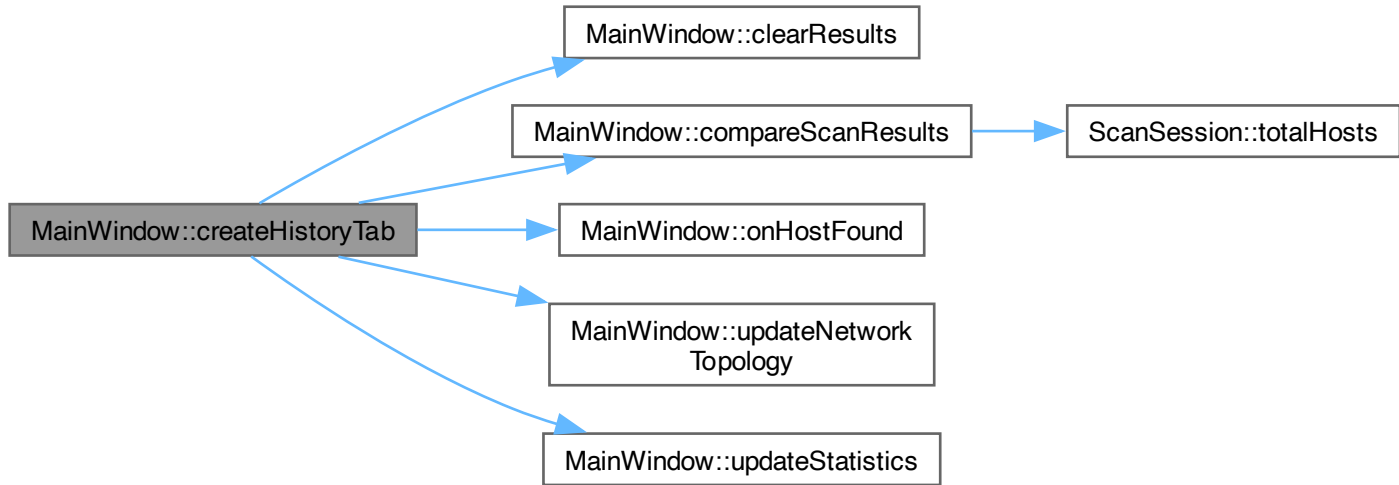 MainWindow::clearResults
MainWindow::compareScanResults
ScanSession::totalHosts
MainWindow::createHistoryTab
MainWindow::onHostFound
MainWindow::updateNetwork
Topology
MainWindow::updateStatistics